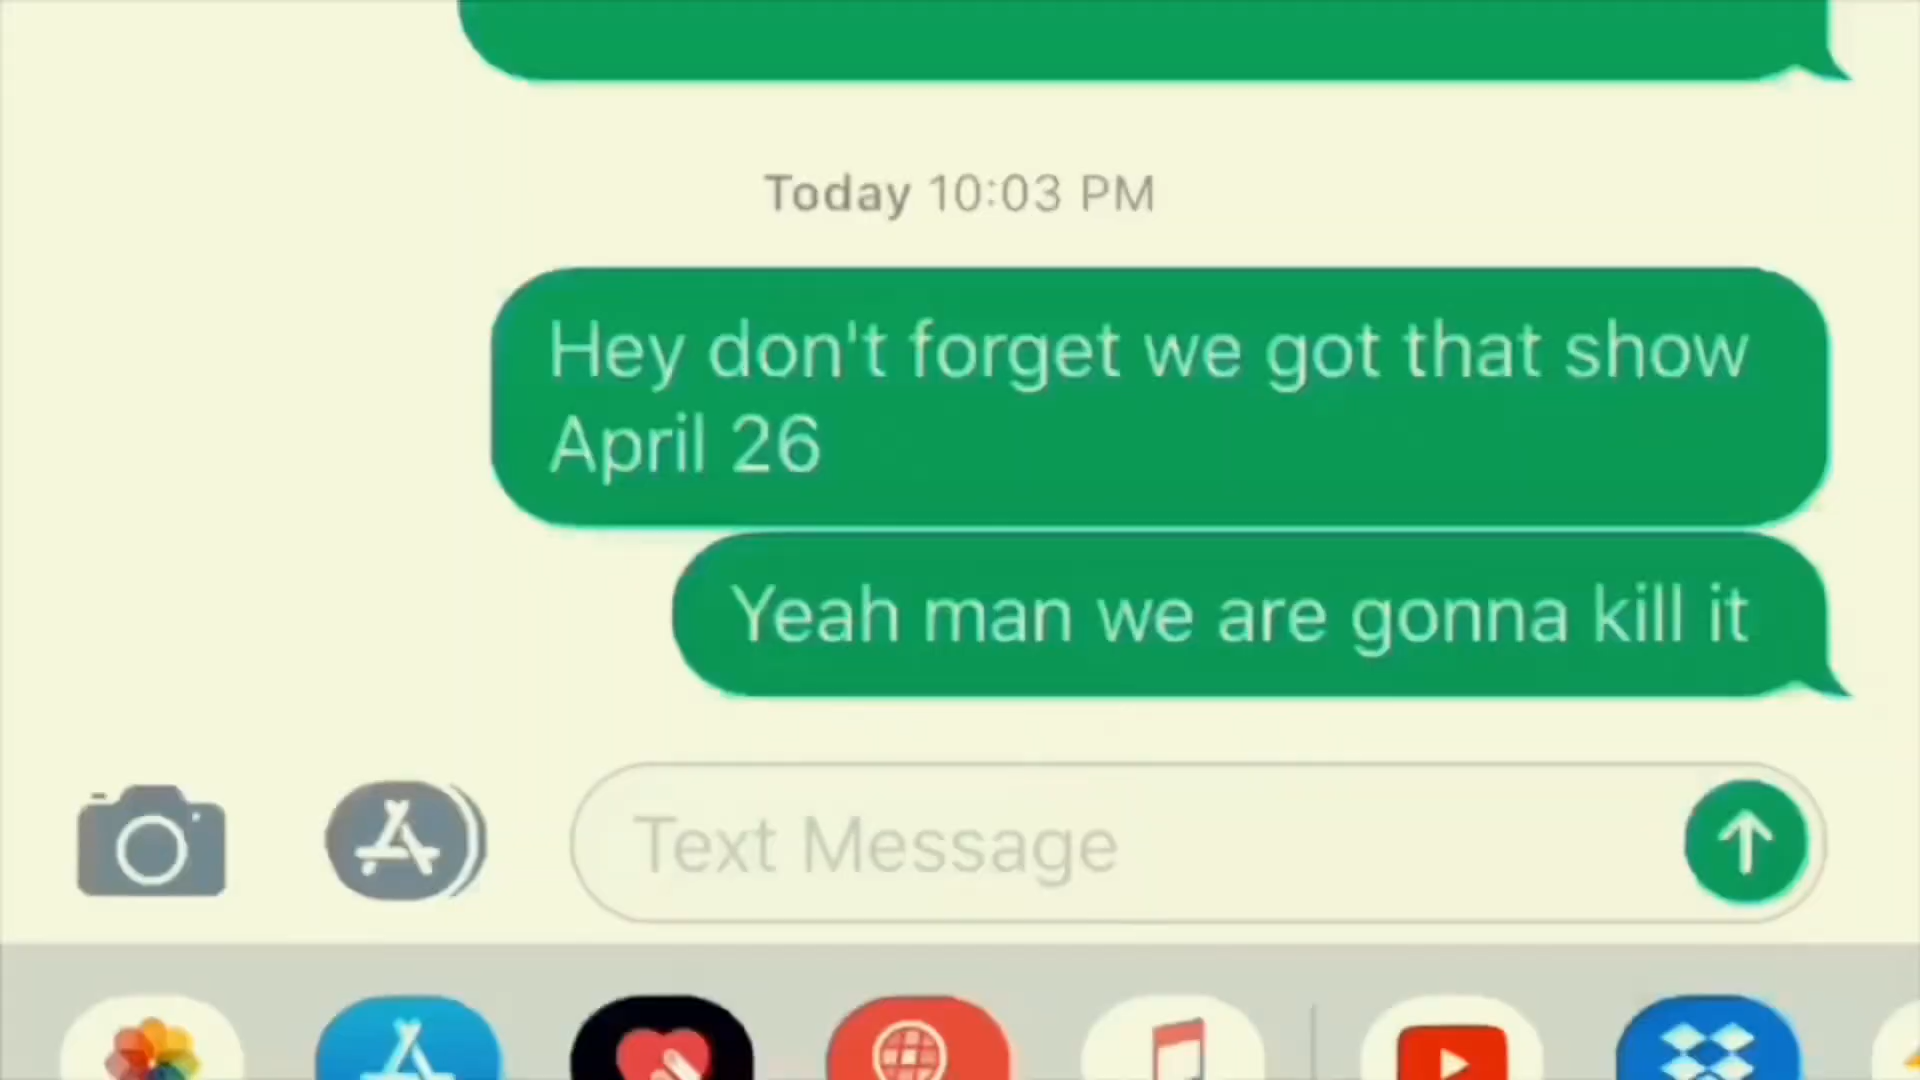 Today 10:03 PM
Hey don't forget we got that show
April 26
Yeah man we are gonna kill it
Text Message